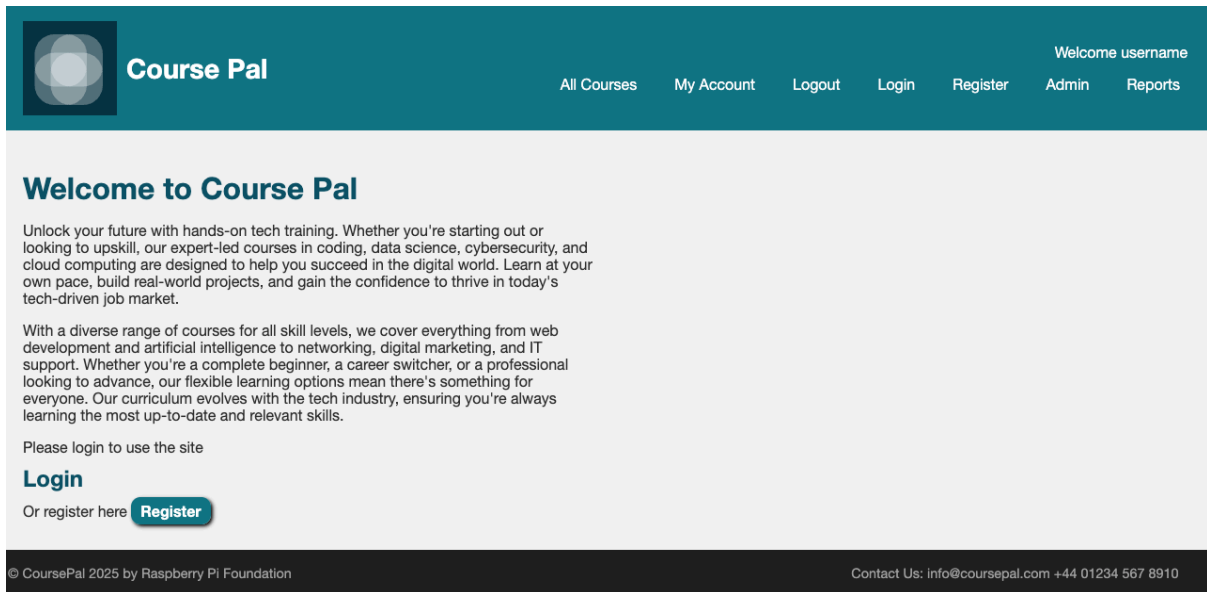 Course Pal
Welcome username
All Courses My Account Logout Login Register Admin Reports
Welcome to Course Pal
Unlock your future with hands-on tech training. Whether you're starting out or
looking to upskill, our expert-led courses in coding, data science, cybersecurity, and
cloud computing are designed to help you succeed in the digital world. Learn at your
own pace, build real-world projects, and gain the confidence to thrive in today's
tech-driven job market.
With a diverse range of courses for all skill levels, we cover everything from web
development and artificial intelligence to networking, digital marketing, and IT
support. Whether you're a complete beginner, a career switcher, or a professional
looking to advance, our flexible learning options mean there's something for
everyone. Our curriculum evolves with the tech industry, ensuring you're always
learning the most up-to-date and relevant skills.
Please login to use the site
Login
Or register here Register
© CoursePal 2025 by Raspberry Pi Foundation Contact Us: info@coursepal.com +44 01234 567 8910